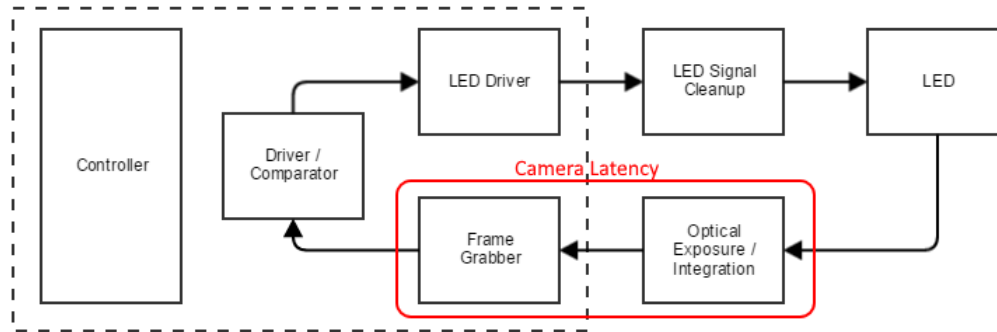 Controller
Driver /
Comparator
LED Driver
LED Signal
Cleanup
LED
Camera Latency
Frame
Grabber
Optical
Exposure /
Integration